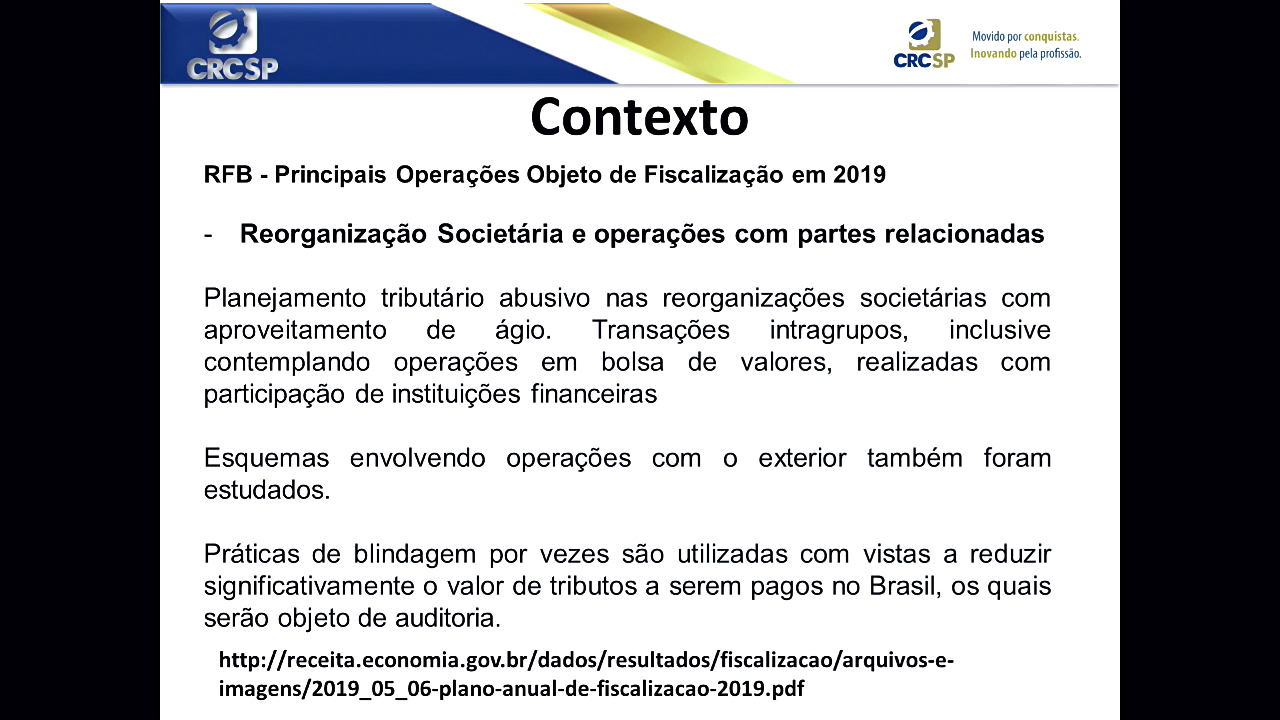 CRCSP
CRCSP
Movido por conquistas.
Inovando pela profissão.
Contexto
RFB - Principais Operações Objeto de Fiscalização em 2019
- Reorganização Societária e operações com partes relacionadas
Planejamento tributário abusivo nas reorganizações societárias com
aproveitamento de ágio. Transações intragrupos, inclusive
contemplando operações em bolsa de valores, realizadas com
participação de instituições financeiras
Esquemas envolvendo operações com o exterior também foram
estudados.
Práticas de blindagem por vezes são utilizadas com vistas a reduzir
significativamente o valor de tributos a serem pagos no Brasil, os quais
serão objeto de auditoria.
http://receita.economia.gov.br/dados/resultados/fiscalizacao/arquivos-e-
imagens/2019_05_06-plano-anual-de-fiscalizacao-2019.pdf